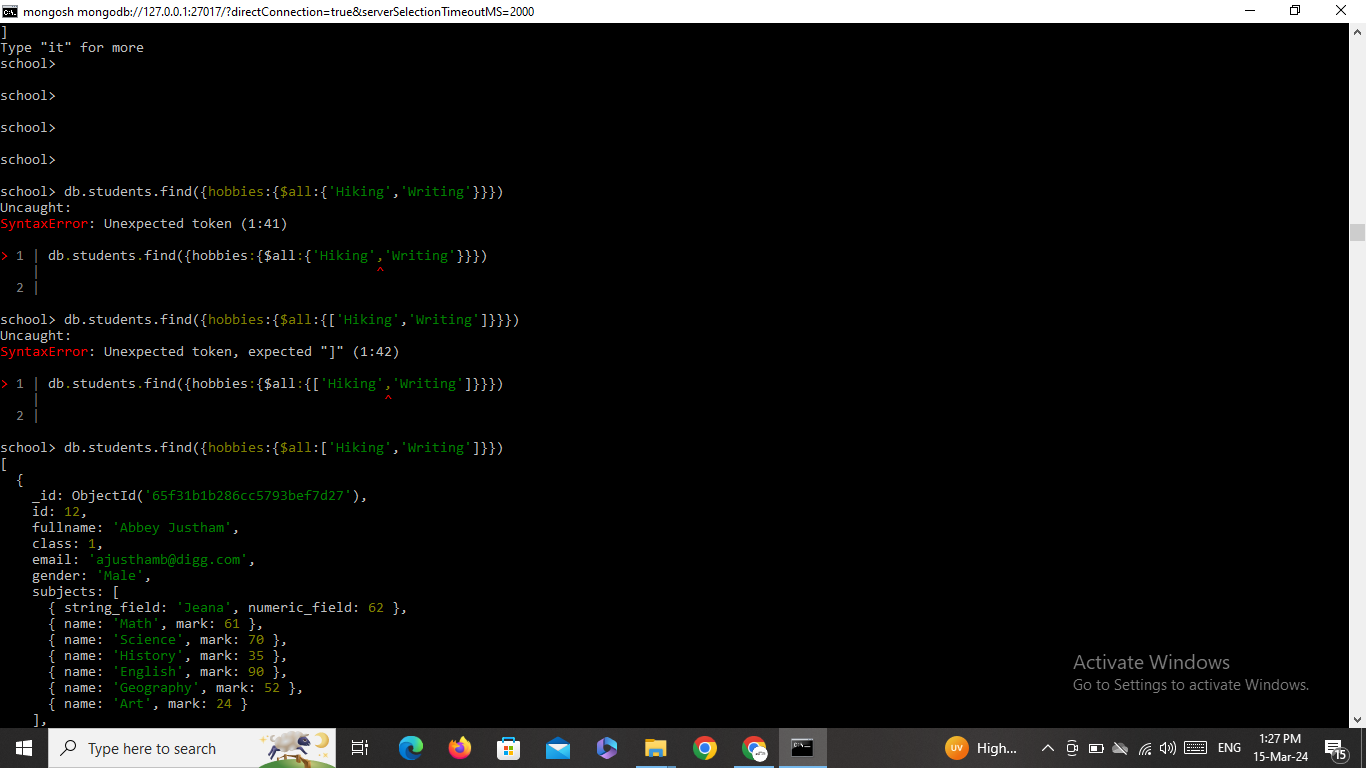 mongosh mongodb://127.0.0.1:27017/?directConnection=true&serverSelectionTimeoutMS=2000
]
Type "it" for more
school>
school>
school>
school>
school> db.students.find({hobbies:{$all:{'Hiking','Writing'}}})
Uncaught:
SyntaxError: Unexpected token (1:41)
> 1 | db.students.find({hobbies:{$all:{'Hiking','Writing'}}})
|                                          ^
2 |
school> db.students.find({hobbies:{$all:{['Hiking','Writing']}}})
Uncaught:
SyntaxError: Unexpected token, expected "]" (1:42)
> 1 | db.students.find({hobbies:{$all:{['Hiking','Writing']}}})
|                                           ^
2 |
school> db.students.find({hobbies:{$all:['Hiking','Writing']}})
[
{
_id: ObjectId('65f31b1b286cc5793bef7d27'),
id: 12,
fullname: 'Abbey Justham',
class: 1,
email: 'ajusthamb@digg.com',
gender: 'Male',
subjects: [
{ string_field: 'Jeana', numeric_field: 62 },
{ name: 'Math', mark: 61 },
{ name: 'Science', mark: 70 },
{ name: 'History', mark: 35 },
{ name: 'English', mark: 90 },
{ name: 'Geography', mark: 52 },
{ name: 'Art', mark: 24 }
],
Activate Windows
Go to Settings to activate Windows.
Type here to search
UV
High...
ENG
1:27 PM
15-Mar-24
15